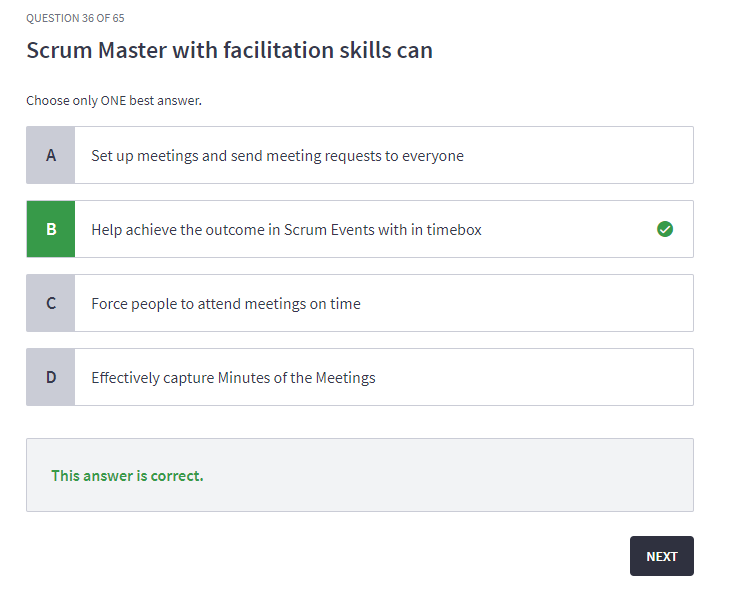 QUESTION 36 OF 65
Scrum Master with facilitation skills can
Choose only ONE best answer.
A Set up meetings and send meeting requests to everyone
B Help achieve the outcome in Scrum Events with in timebox
C Force people to attend meetings on time
D Effectively capture Minutes of the Meetings
This answer is correct.
NEXT